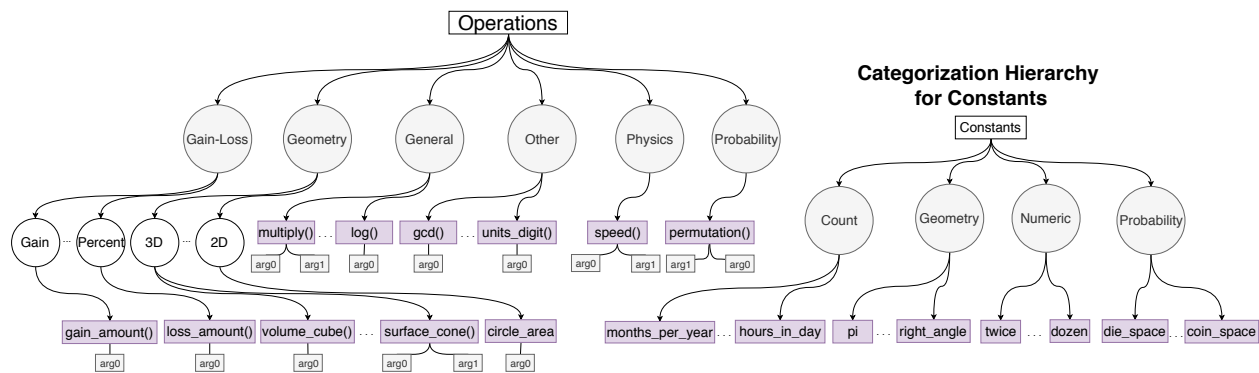 Operations
Categorization Hierarchy
for Constants
Constants
Gain-Loss
Geometry
General
Other
Physics
Probability
Count
Geometry
Numeric
Probability
Gain
...
Percent
3D
...
2D
multiply()
...
log()
gcd()
...
units_digit()
speed()
permutation()
arg0
arg1
arg0
arg0
arg0
arg0
arg1
arg1
arg0
gain_amount()
loss_amount()
volume_cube()
...
surface_cone()
circle_area
months_per_year
...
hours_in_day
pi
...
right_angle
twice
...
dozen
die_space
...
coin_space
arg0
arg0
arg0
arg0
arg1
arg0